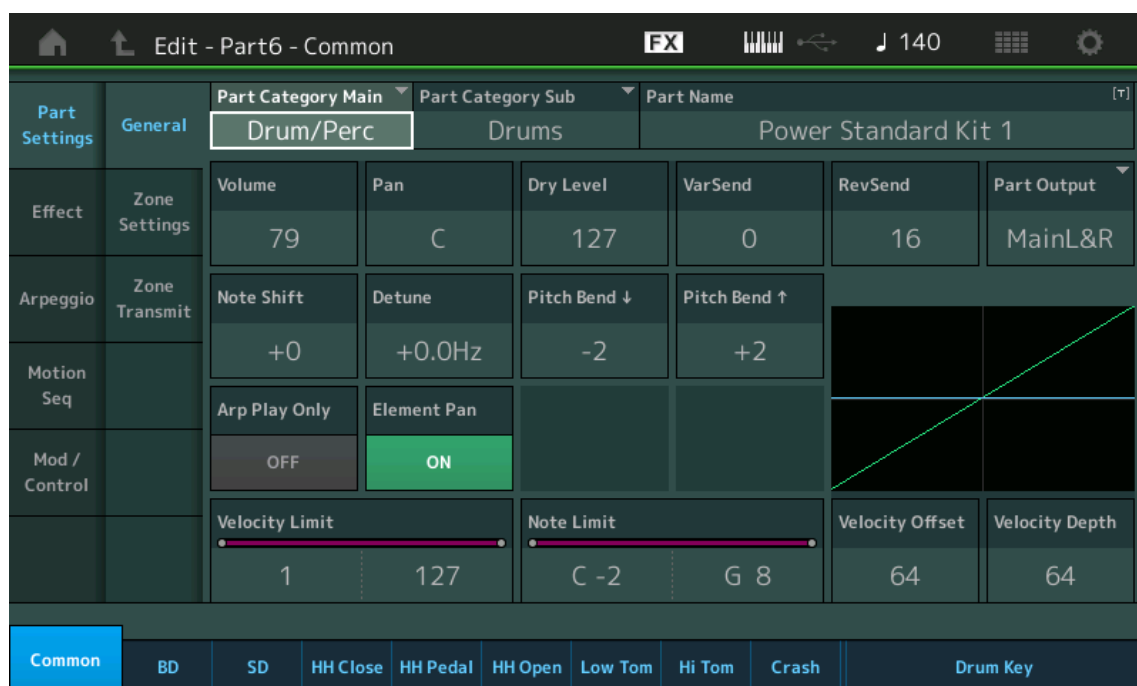 Edit - Part6 - Common FX ♩ 140
Part Settings
General
Part Category Main Part Category Sub Part Name [T]
Drum/Perc Drums Power Standard Kit 1
Effect
Zone Settings
Volume Pan Dry Level VarSend RevSend Part Output
79 C 127 0 16 MainL&R
Arpeggio
Zone Transmit
Note Shift Detune Pitch Bend ↓ Pitch Bend ↑
+0 +0.0Hz -2 +2
Motion Seq
Arp Play Only Element Pan
OFF ON
Mod / Control
Velocity Limit Note Limit Velocity Offset Velocity Depth
1 127 C -2 G 8 64 64
Common BD SD HH Close HH Pedal HH Open Low Tom Hi Tom Crash Drum Key